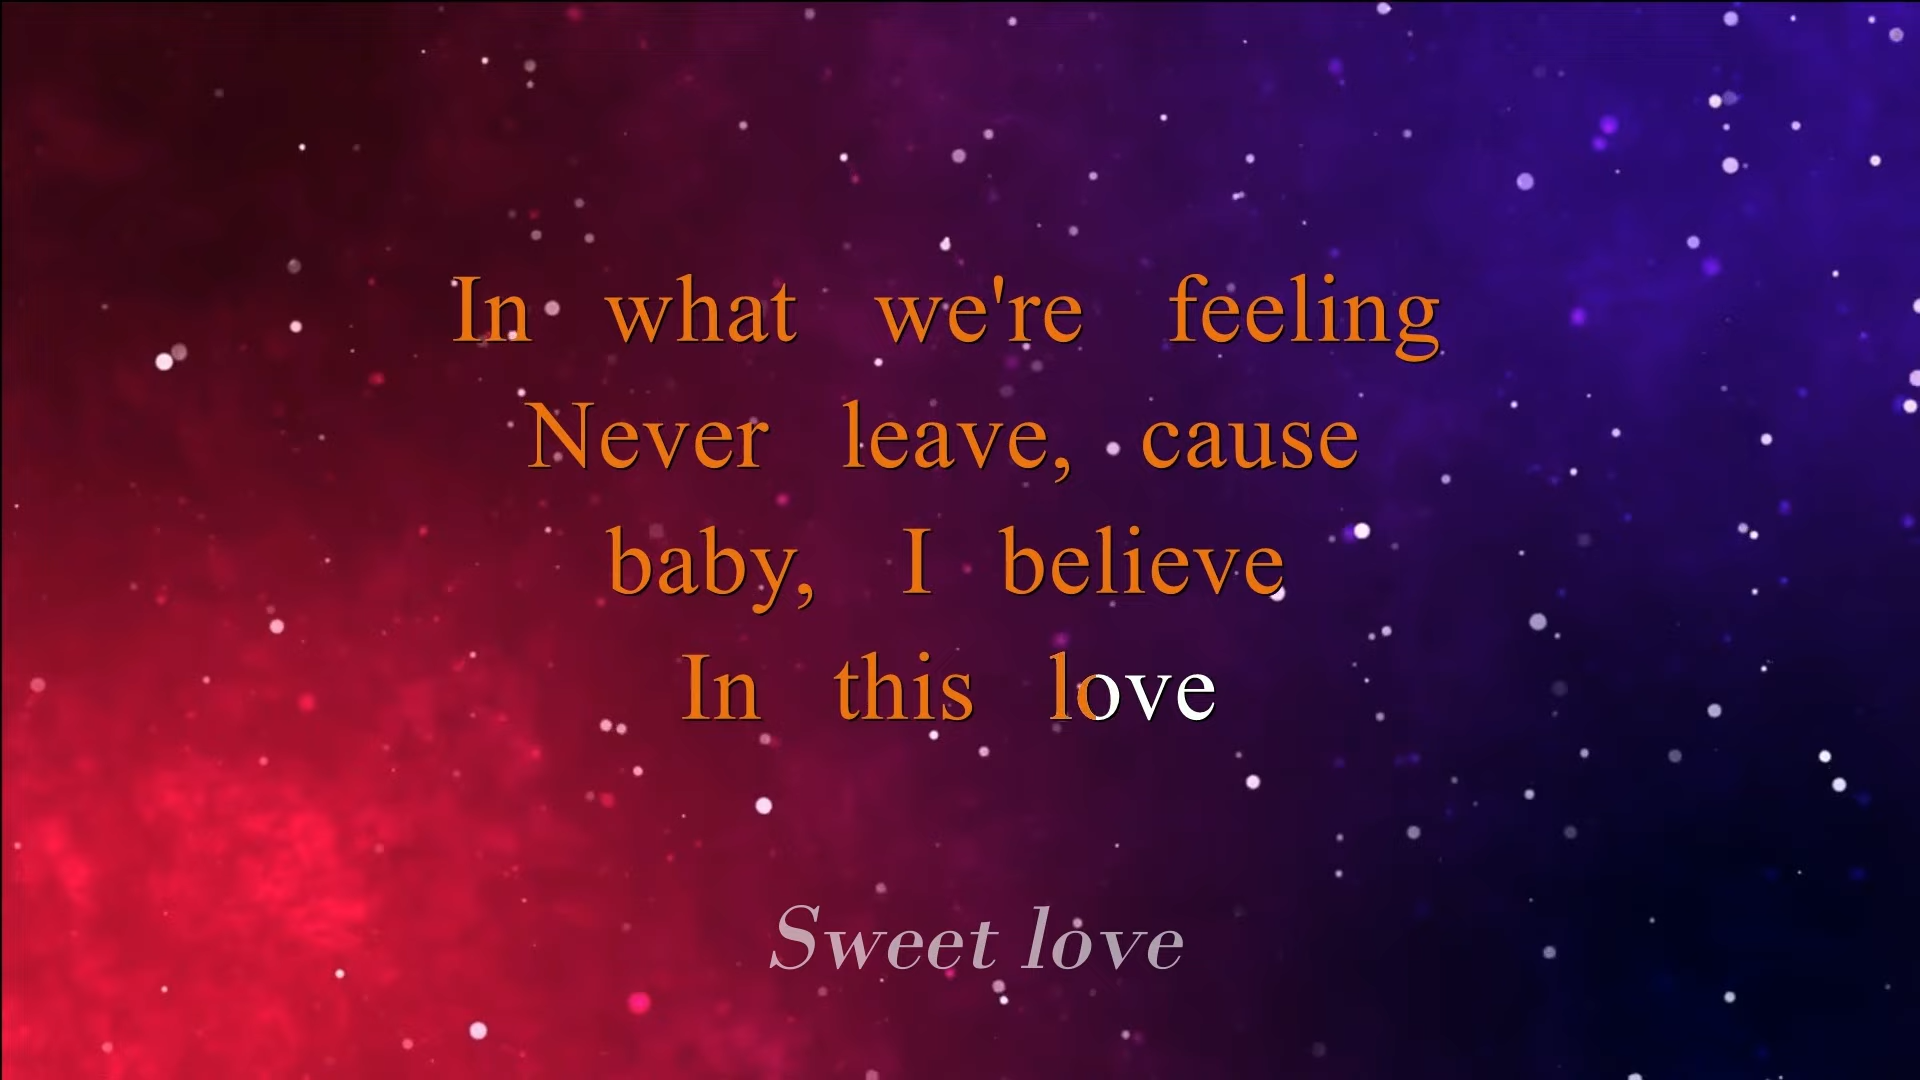 In what we're feeling
Never leave, cause
baby, I believe
In this love
Sweet love